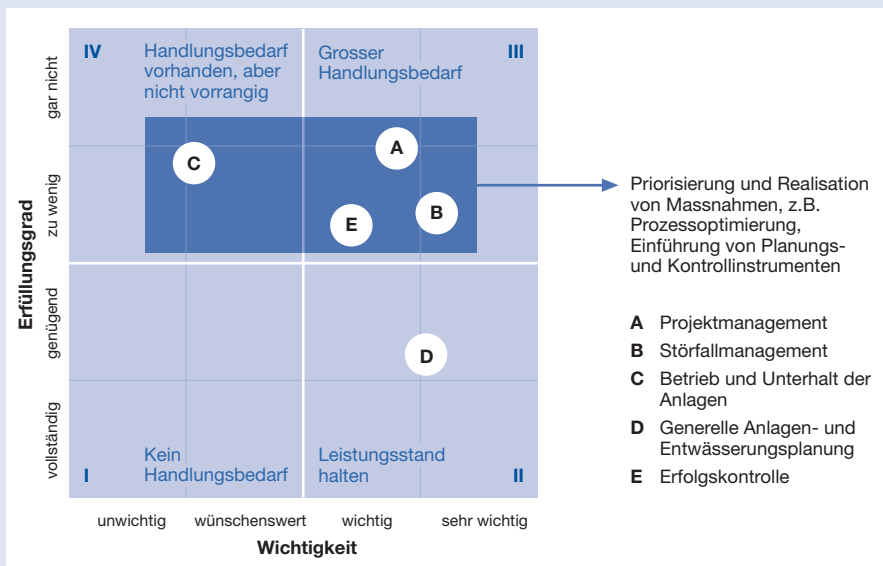 IV
Handlungsbedarf
vorhanden, aber
nicht vorrangig
Grosser
Handlungsbedarf
III
gar nicht
zu wenig
genügend
vollständig
Erfüllungsgrad
A
C
B
E
D
Kein
Handlungsbedarf
I
Leistungsstand
halten
II
unwichtig
wünschenswert
wichtig
sehr wichtig
Wichtigkeit
Priorisierung und Realisation
von Massnahmen, z.B.
Prozessoptimierung,
Einführung von Planungs-
und Kontrollinstrumenten
A Projektmanagement
B Störfallmanagement
C Betrieb und Unterhalt der
Anlagen
D Generelle Anlagen- und
Entwässerungsplanung
E Erfolgskontrolle